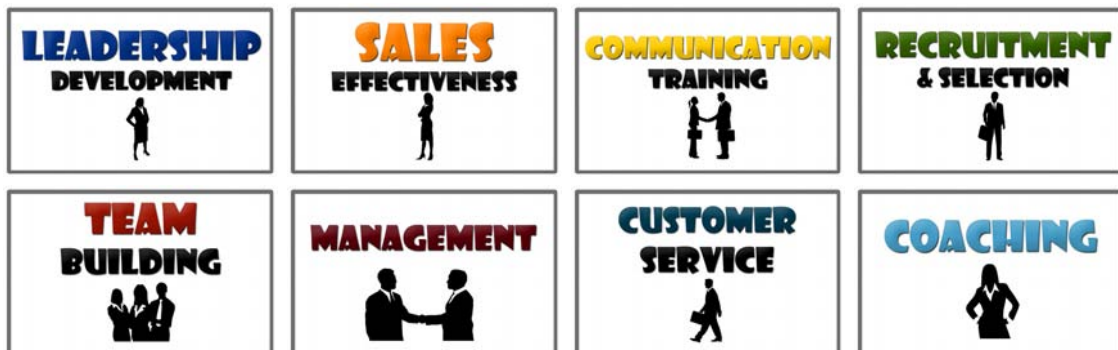 LEADERSHIP
DEVELOPMENT
SALES
EFFECTIVENESS
COMMUNICATION
TRAINING
RECRUITMENT
& SELECTION
TEAM
BUILDING
MANAGEMENT
CUSTOMER
SERVICE
COACHING